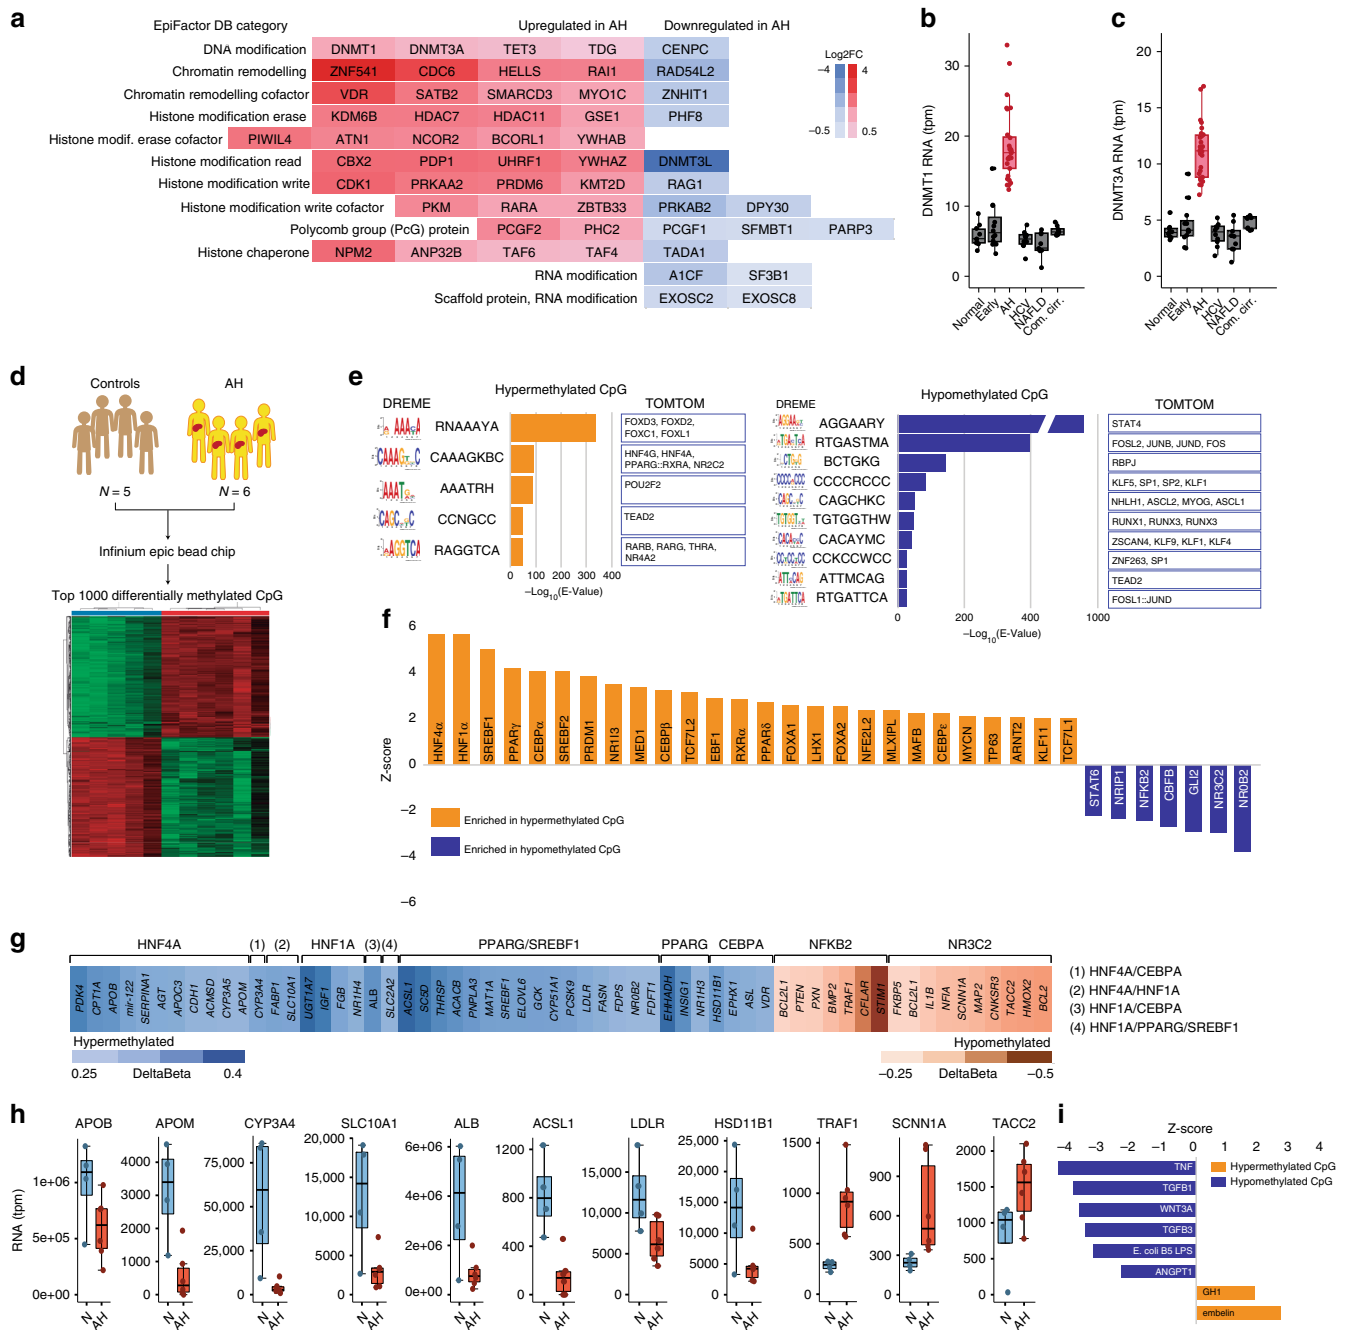 a
EpiFactor DB category Upregulated in AH Downregulated in AH
DNA modification DNMT1 DNMT3A TET3 TDG CENPC
Chromatin remodelling ZNF541 CDC6 HELLS RAI1 RAD54L2
Chromatin remodelling cofactor VDR SATB2 SMARCD3 MYO1C ZNHIT1
Histone modification erase KDM6B HDAC7 HDAC11 GSE1 PHF8
Histone modif. erase cofactor PIWIL4 ATN1 NCOR2 BCORL1 YWHAB
Histone modification read CBX2 PDP1 UHRF1 YWHAZ DNMT3L
Histone modification write CDK1 PRKAA2 PRDM6 KMT2D RAG1
Histone modification write cofactor PKM RARA ZBTB33 PRKAB2 DPY30
Polycomb group (PcG) protein PCGF2 PHC2 PCGF1 SFMBT1 PARP3
Histone chaperone NPM2 ANP32B TAF6 TAF4 TADA1
RNA modification A1CF SF3B1
Scaffold protein, RNA modification EXOSC2 EXOSC8
Log2FC
–4 4
–0.5 0.5
b
DNMT1 RNA (tpm)
30
20
10
0
Normal Early AH HCV NAFLD Com. cirr.
c
DNMT3A RNA (tpm)
15
10
5
0
Normal Early AH HCV NAFLD Com. cirr.
d
Controls AH
N = 5 N = 6
Infinium epic bead chip
Top 1000 differentially methylated CpG
e
Hypermethylated CpG
DREME TOMTOM
RNAAAYA FOXD3, FOXD2,
FOXC1, FOXL1
CAAAGKBC HNF4G, HNF4A,
PPARG::RXRA, NR2C2
AAATRH POU2F2
CCNGCC TEAD2
RAGGTCA RARB, RARG, THRA,
NR4A2
0 100 200 300 400
–Log10(E-Value)
Hypomethylated CpG
DREME TOMTOM
AGGAARY STAT4
RTGASTMA FOSL2, JUNB, JUND, FOS
BCTGKG RBPJ
CCCCRCCC KLF5, SP1, SP2, KLF1
CAGCHKC NHLH1, ASCL2, MYOG, ASCL1
TGTGGTHW RUNX1, RUNX3, RUNX3
CACAYMC ZSCAN4, KLF9, KLF1, KLF4
CCKCCWCC ZNF263, SP1
ATTMCAG TEAD2
RTGATTCA FOSL1::JUND
0 200 400 1000
–Log10(E-Value)
f
Z-score
6
4
2
0
–2
–4
–6
HNF4α HNF1α SREBF1 PPARγ CEBPα SREBF2 PRDM1 NR1I3 MED1 CEBPβ TCF7L2 EBF1 RXRα PPARδ FOXA1 LHX1 FOXA2 NFE2L2 MLXIPL MAFB CEBPε MYCN TP63 ARNT2 KLF11 TCF7L1
STAT6 NRIP1 NFKB2 CBFB GLI2 NR3C2 NR0B2
Enriched in hypermethylated CpG
Enriched in hypomethylated CpG
g
HNF4A (1) (2) HNF1A (3) (4) PPARG/SREBF1 PPARG CEBPA NFKB2 NR3C2
PDK4 CPT1A APOB mir-122 SERPINA1 AGT APOC3 CDH1 ACMSD CYP3A5 APOM CYP3A4 FABP1 SLC10A1 UGT1A7 IGF1 FGB NR1H4 ALB SLC2A2 ACSL1 SC5D THRSP ACACB PNPLA3 MAT1A SREBF1 ELOVL6 GCK CYP51A1 PCSK9 LDLR FASN FDPS NR0B2 FDFT1 EHHADH INSIG1 NR1H3 HSD11B1 EPHX1 ASL VDR BCL2L1 PTEN PXN BMP2 TRAF1 CFLAR STIM1 FKBP5 BCL2L1 IL1B NFIA SCNN1A MAP2 CNKSR3 TACC2 HMOX2 BCL2
(1) HNF4A/CEBPA
(2) HNF4A/HNF1A
(3) HNF1A/CEBPA
(4) HNF1A/PPARG/SREBF1
Hypermethylated Hypomethylated
0.25 DeltaBeta 0.4 –0.25 DeltaBeta –0.5
h
RNA (tpm)
APOB
1e+06
5e+05
0e+00
N AH
APOM
4000
3000
2000
1000
0
N AH
CYP3A4
75,000
50,000
25,000
0
N AH
SLC10A1
20,000
15,000
10,000
5000
0
N AH
ALB
6e+06
4e+06
2e+06
0e+00
N AH
ACSL1
1200
800
400
0
N AH
LDLR
15,000
10,000
5000
0
N AH
HSD11B1
25,000
20,000
15,000
10,000
5000
0
N AH
TRAF1
1500
1000
500
0
N AH
SCNN1A
900
600
300
0
N AH
TACC2
2000
1500
1000
500
0
N AH
i
Z-score
–4 –3 –2 –1 0 1 2 3 4
TNF
TGFB1
WNT3A
TGFB3
E. coli B5 LPS
ANGPT1
GH1
embelin
Hypermethylated CpG
Hypomethylated CpG